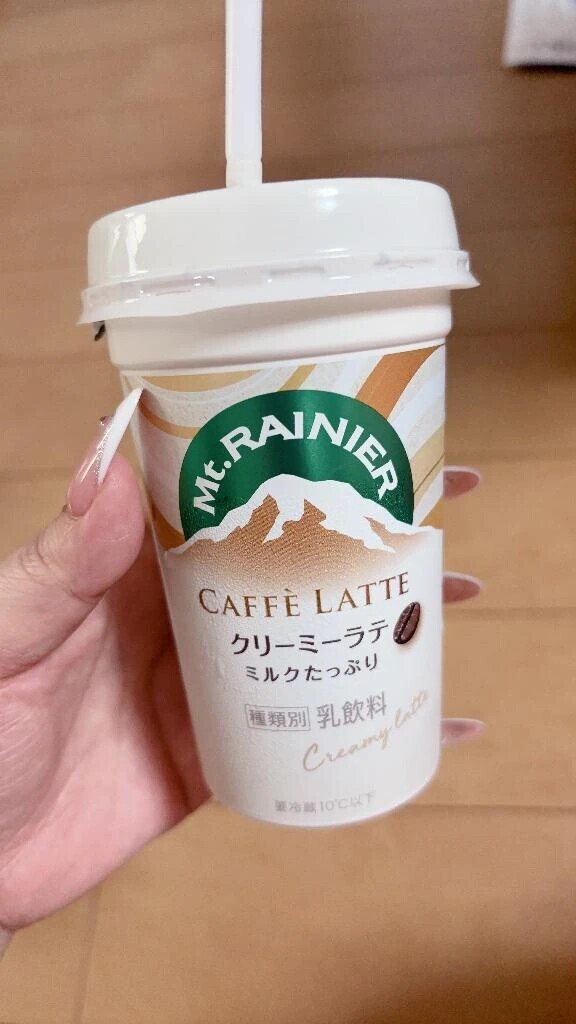 Mt. RAINIER
CAFFÈ LATTE
クリーミーラテ
ミルクたっぷり
種類別 乳飲料
Creamy latte
要冷蔵10℃以下